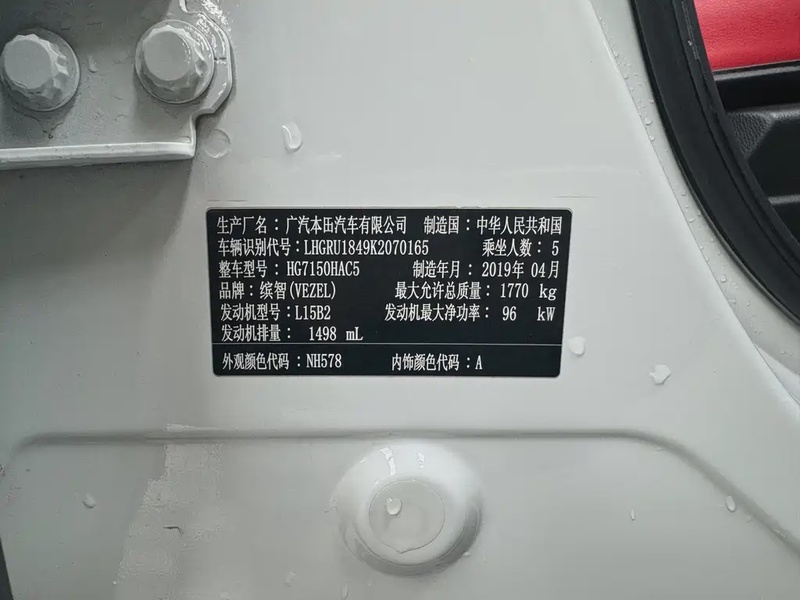 生产厂名：广汽本田汽车有限公司 制造国：中华人民共和国
车辆识别代号：LHGRU1849K2070165 乘坐人数：5
整车型号：HG7150HAC5 制造年月：2019年 04月
品牌：缤智(VEZEL) 最大允许总质量：1770 kg
发动机型号：L15B2 发动机最大净功率：96 kW
发动机排量：1498 mL
外观颜色代码：NH578 内饰颜色代码：A